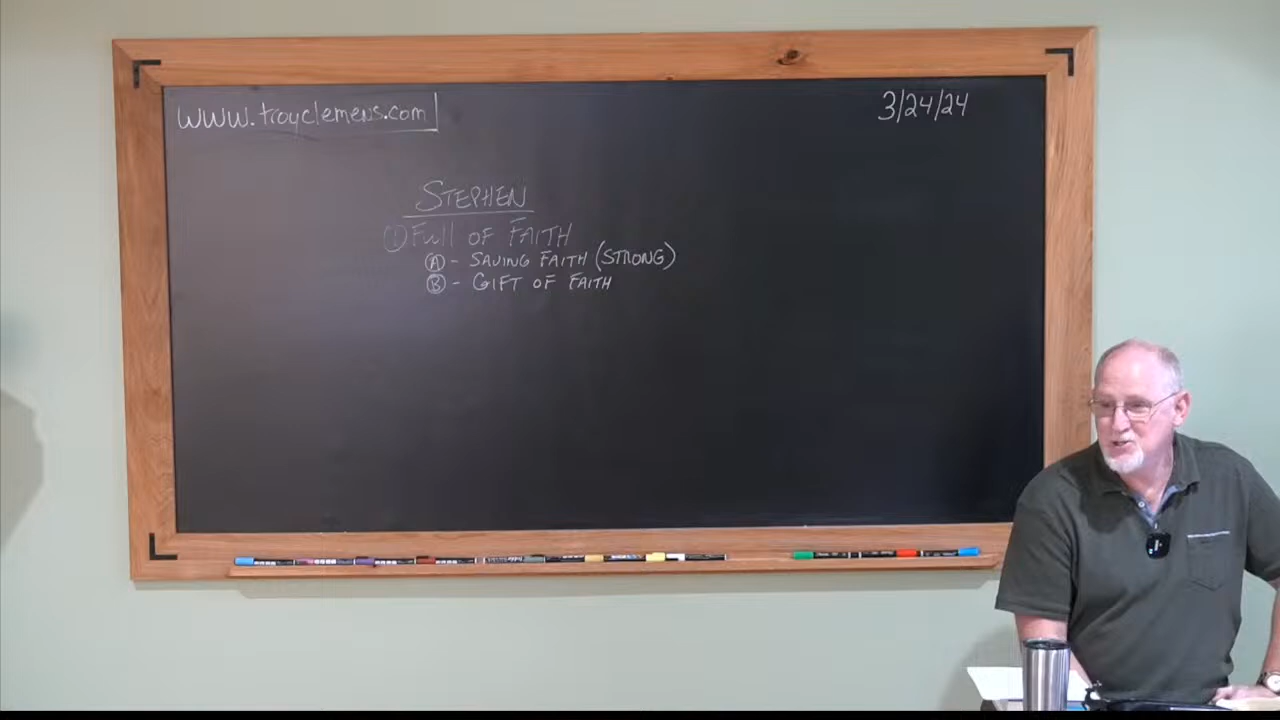 www.troyclemens.com
3/24/24
STEPHEN
① Full OF FAITH
Ⓐ - SAVING FAITH (STRONG)
Ⓑ - GIFT OF FAITH